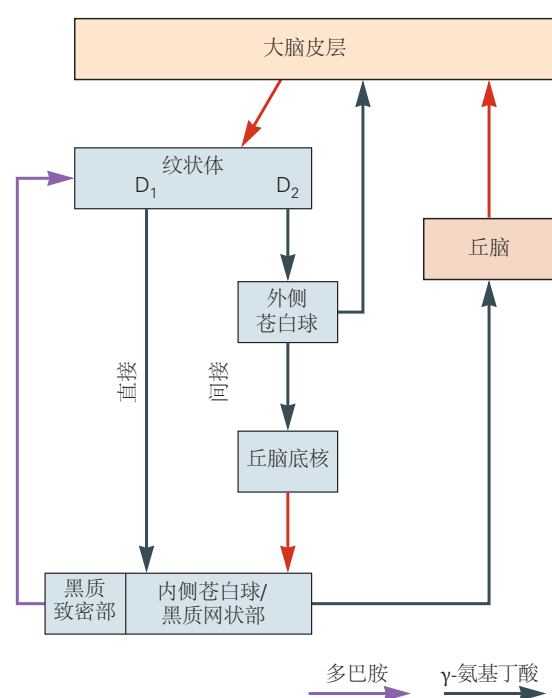 大脑皮层
纹状体
D₁ D₂
丘脑
外侧
苍白球
直接
间接
丘脑底核
黑质
致密部
内侧苍白球/
黑质网状部
多巴胺 γ-氨基丁酸